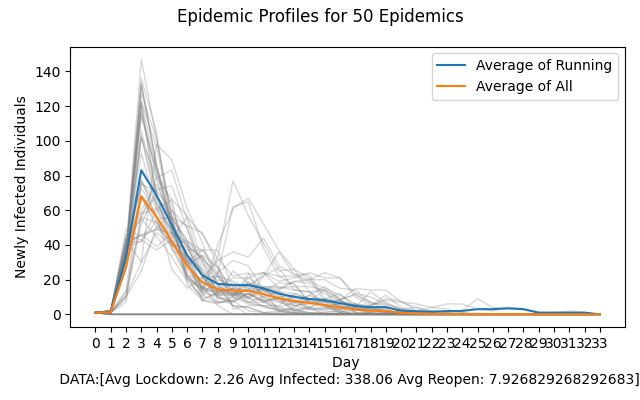 Epidemic Profiles for 50 Epidemics
Average of Running
Average of All
140
120
100
80
60
40
20
0
Newly Infected Individuals
0 1 2 3 4 5 6 7 8 9 10 11 12 13 14 15 16 17 18 19 20 21 22 23 24 25 26 27 28 29 30 31 32 33
Day
DATA:[Avg Lockdown: 2.26 Avg Infected: 338.06 Avg Reopen: 7.926829268292683]